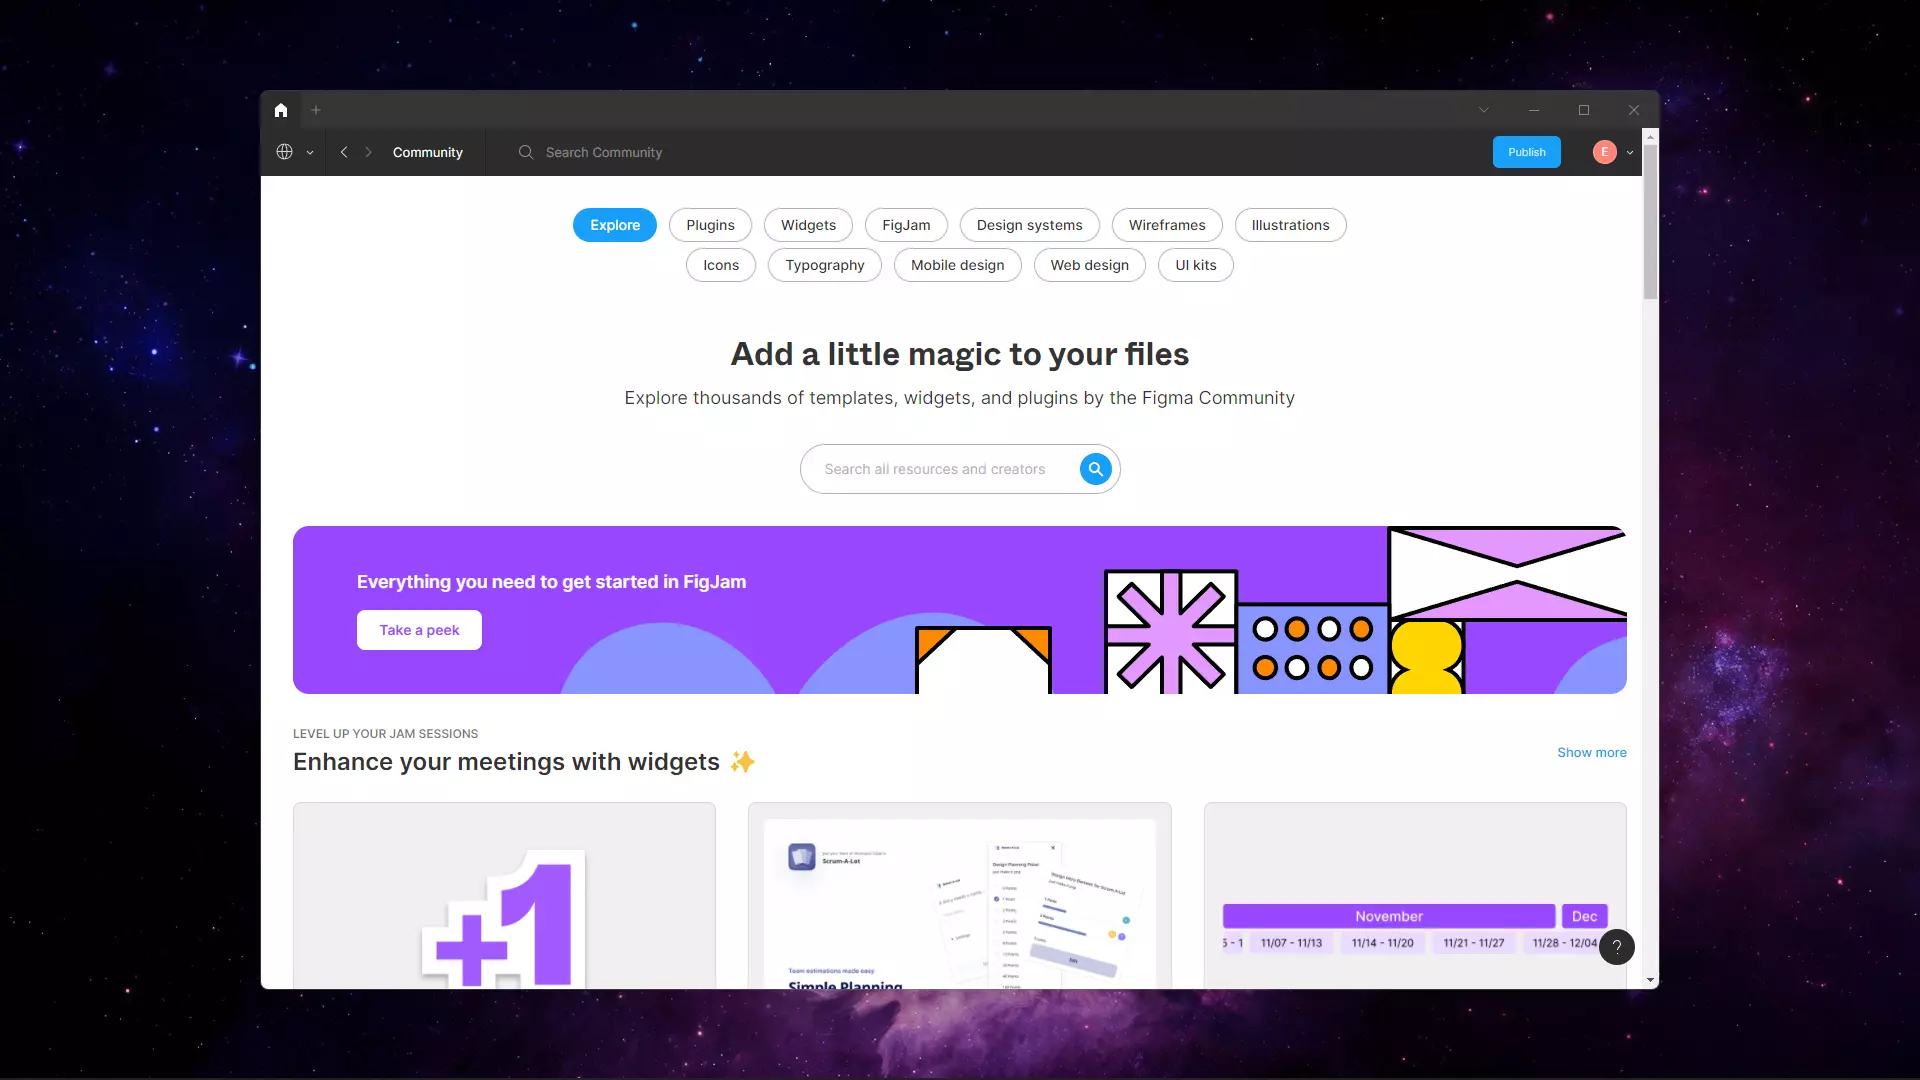 Community
Search Community
Publish
E
Explore
Plugins
Widgets
FigJam
Design systems
Wireframes
Illustrations
Icons
Typography
Mobile design
Web design
UI kits
Add a little magic to your files
Explore thousands of templates, widgets, and plugins by the Figma Community
Search all resources and creators
Everything you need to get started in FigJam
Take a peek
LEVEL UP YOUR JAM SESSIONS
Enhance your meetings with widgets
Show more
+1
Scrum-A-Lot
Team estimations made easy
Simple Planning
November
Dec
11/07 - 11/13
11/14 - 11/20
11/21 - 11/27
11/28 - 12/04
?